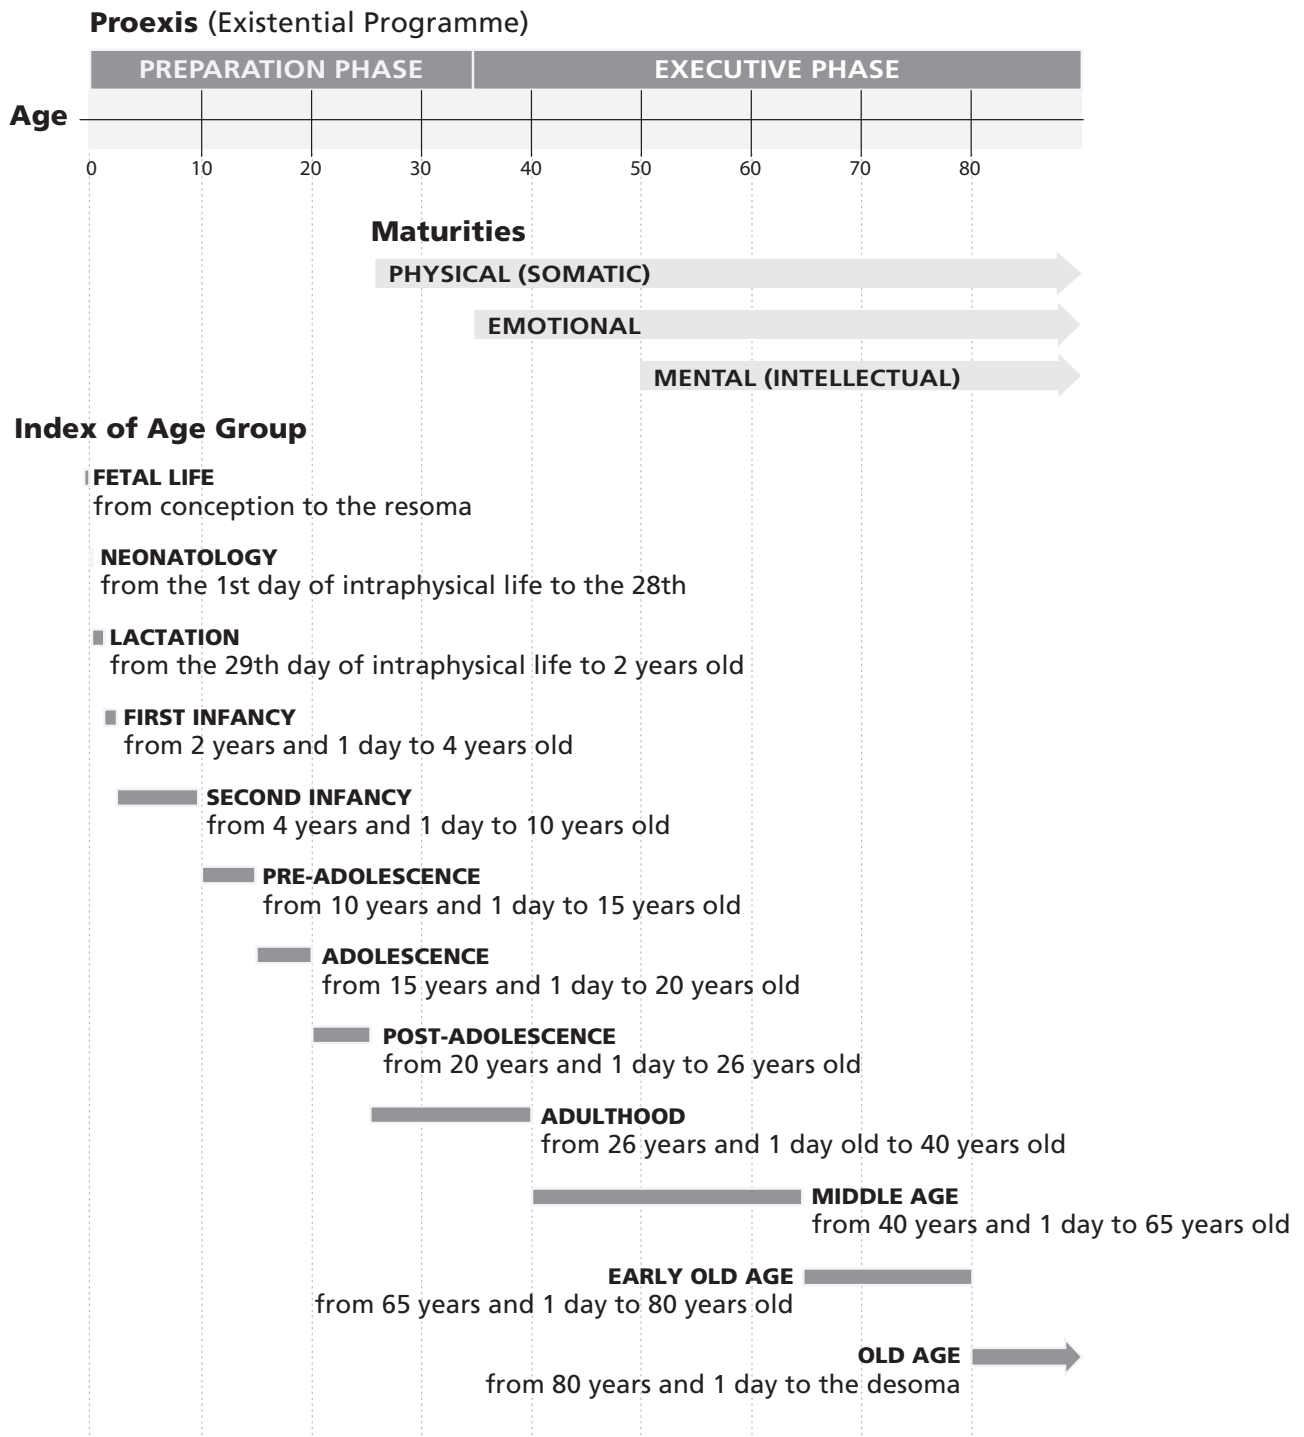 Proexis (Existential Programme)
PREPARATION PHASE
EXECUTIVE PHASE
Age
0 10 20 30 40 50 60 70 80
Maturities
PHYSICAL (SOMATIC)
EMOTIONAL
MENTAL (INTELLECTUAL)
Index of Age Group
FETAL LIFE
from conception to the resoma
NEONATOLOGY
from the 1st day of intraphysical life to the 28th
LACTATION
from the 29th day of intraphysical life to 2 years old
FIRST INFANCY
from 2 years and 1 day to 4 years old
SECOND INFANCY
from 4 years and 1 day to 10 years old
PRE-ADOLESCENCE
from 10 years and 1 day to 15 years old
ADOLESCENCE
from 15 years and 1 day to 20 years old
POST-ADOLESCENCE
from 20 years and 1 day to 26 years old
ADULTHOOD
from 26 years and 1 day old to 40 years old
MIDDLE AGE
from 40 years and 1 day to 65 years old
EARLY OLD AGE
from 65 years and 1 day to 80 years old
OLD AGE
from 80 years and 1 day to the desoma